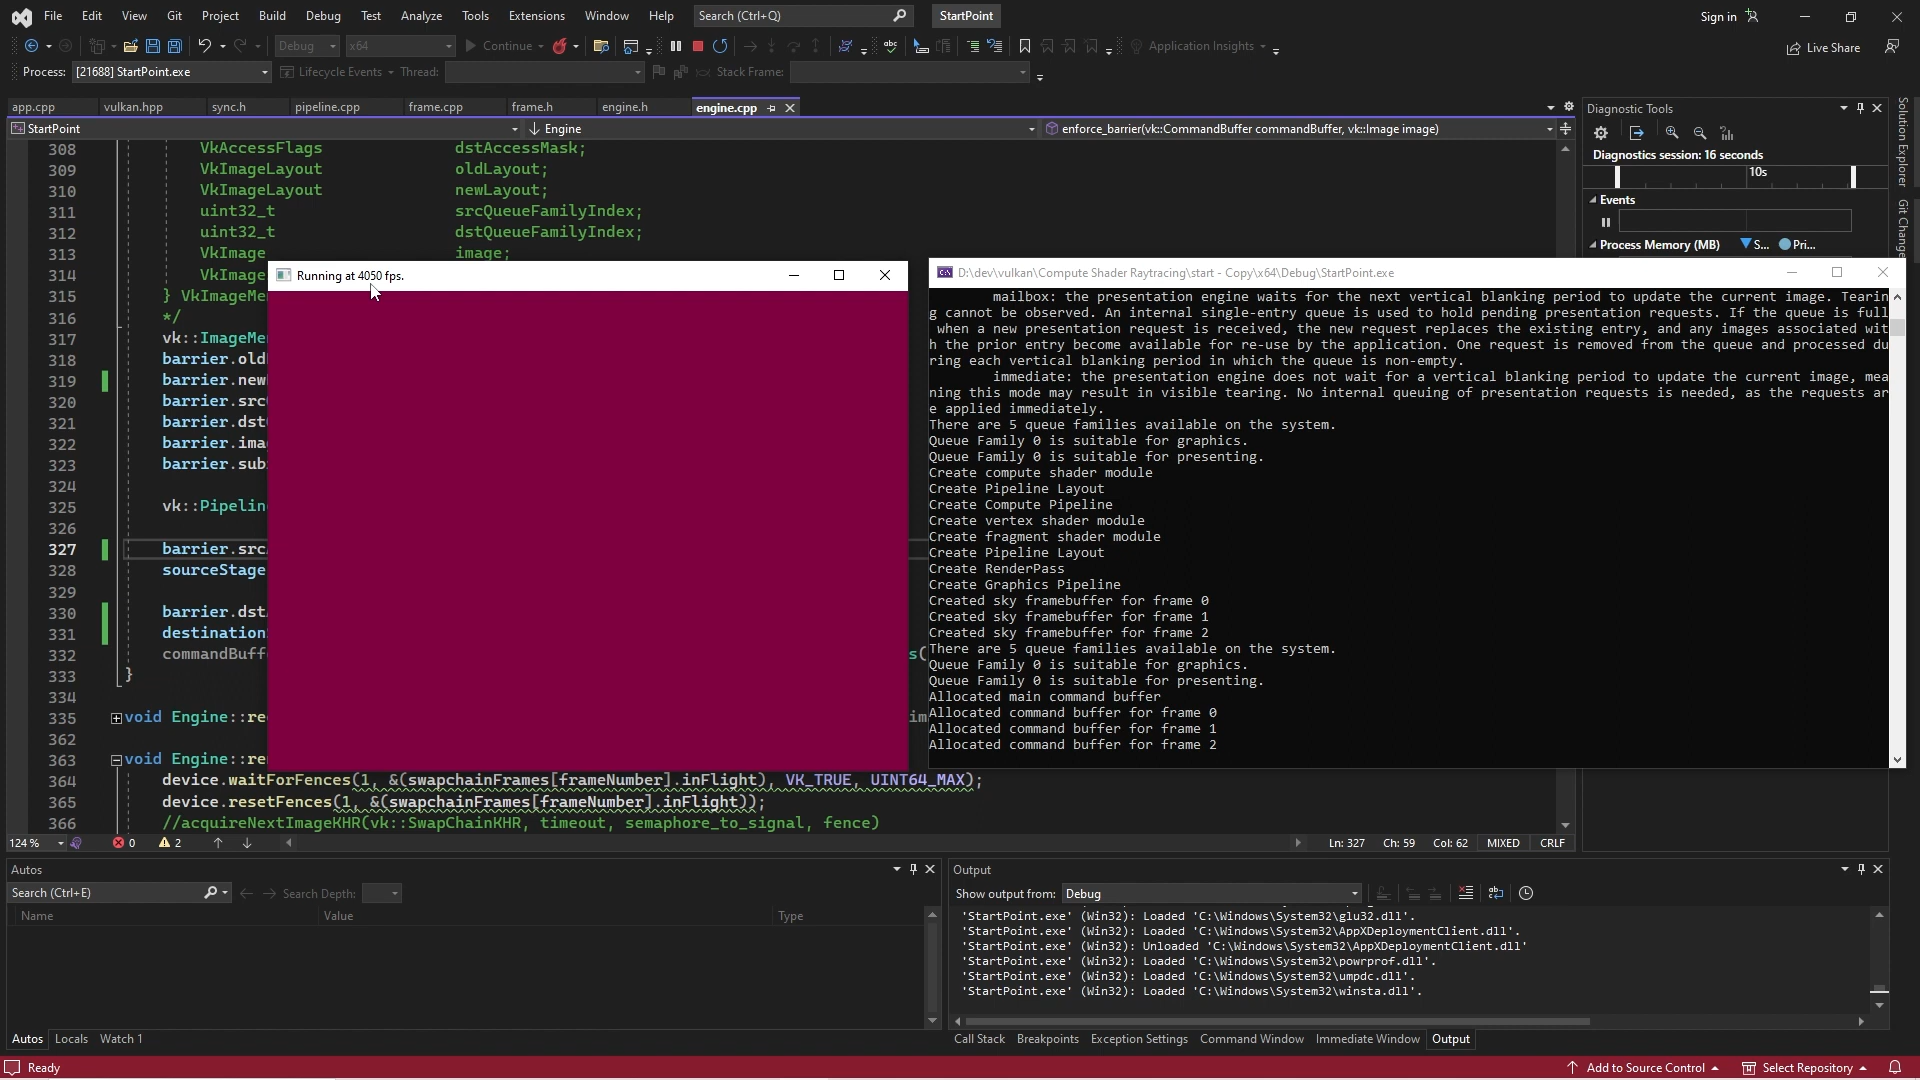 File Edit View Git Project Build Debug Test Analyze Tools Extensions Window Help Search (Ctrl+Q) StartPoint Sign in
Debug x64 Continue Application Insights Live Share
Process: [21688] StartPoint.exe Lifecycle Events Thread: Stack Frame:
app.cpp vulkan.hpp sync.h pipeline.cpp frame.cpp frame.h engine.h engine.cpp
StartPoint Engine enforce_barrier(vk::CommandBuffer commandBuffer, vk::Image image)
308 VkAccessFlags dstAccessMask;
309 VkImageLayout oldLayout;
310 VkImageLayout newLayout;
311 uint32_t srcQueueFamilyIndex;
312 uint32_t dstQueueFamilyIndex;
313 VkImage image;
314 VkImage
315 } VkImageMe
316 */
317 vk::ImageMe
318 barrier.old
319 barrier.new
320 barrier.src
321 barrier.dst
322 barrier.ima
323 barrier.sub
324
325 vk::Pipelin
326
327 barrier.src
328 sourceStage
329
330 barrier.dst
331 destination
332 commandBuff s(
333 }
334
335 void Engine::re im
362
363 void Engine::re
364 device.waitForFences(1, &(swapchainFrames[frameNumber].inFlight), VK_TRUE, UINT64_MAX);
365 device.resetFences(1, &(swapchainFrames[frameNumber].inFlight));
366 //acquireNextImageKHR(vk::SwapChainKHR, timeout, semaphore_to_signal, fence)
124 % 0 2 Ln: 327 Ch: 59 Col: 62 MIXED CRLF
Running at 4050 fps.
D:\dev\vulkan\Compute Shader Raytracing\start - Copy\x64\Debug\StartPoint.exe
mailbox: the presentation engine waits for the next vertical blanking period to update the current image. Tearin
g cannot be observed. An internal single-entry queue is used to hold pending presentation requests. If the queue is full
when a new presentation request is received, the new request replaces the existing entry, and any images associated wit
h the prior entry become available for re-use by the application. One request is removed from the queue and processed du
ring each vertical blanking period in which the queue is non-empty.
immediate: the presentation engine does not wait for a vertical blanking period to update the current image, mea
ning this mode may result in visible tearing. No internal queuing of presentation requests is needed, as the requests ar
e applied immediately.
There are 5 queue families available on the system.
Queue Family 0 is suitable for graphics.
Queue Family 0 is suitable for presenting.
Create compute shader module
Create Pipeline Layout
Create Compute Pipeline
Create vertex shader module
Create fragment shader module
Create Pipeline Layout
Create RenderPass
Create Graphics Pipeline
Created sky framebuffer for frame 0
Created sky framebuffer for frame 1
Created sky framebuffer for frame 2
There are 5 queue families available on the system.
Queue Family 0 is suitable for graphics.
Queue Family 0 is suitable for presenting.
Allocated main command buffer
Allocated command buffer for frame 0
Allocated command buffer for frame 1
Allocated command buffer for frame 2
Diagnostic Tools
Diagnostics session: 16 seconds
10s
Events
Process Memory (MB) S... Pri...
Solution Explorer
Git Change
Autos
Search (Ctrl+E) Search Depth:
Name Value Type
Autos Locals Watch 1
Output
Show output from: Debug
'StartPoint.exe' (Win32): Loaded 'C:\Windows\System32\glu32.dll'.
'StartPoint.exe' (Win32): Loaded 'C:\Windows\System32\AppXDeploymentClient.dll'.
'StartPoint.exe' (Win32): Unloaded 'C:\Windows\System32\AppXDeploymentClient.dll'
'StartPoint.exe' (Win32): Loaded 'C:\Windows\System32\powrprof.dll'.
'StartPoint.exe' (Win32): Loaded 'C:\Windows\System32\umpdc.dll'.
'StartPoint.exe' (Win32): Loaded 'C:\Windows\System32\winsta.dll'.
Call Stack Breakpoints Exception Settings Command Window Immediate Window Output
Ready Add to Source Control Select Repository